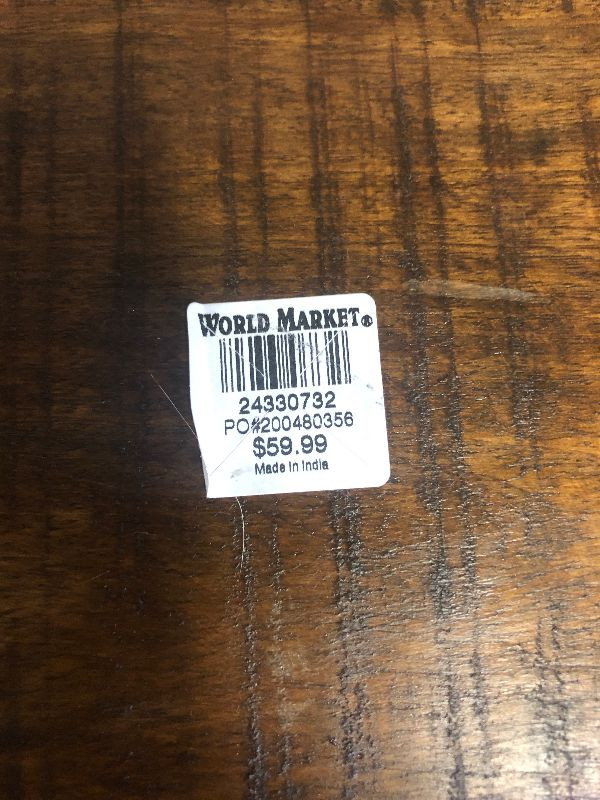 WORLD MARKET®
24330732
PO#200480356
$59.99
Made in India